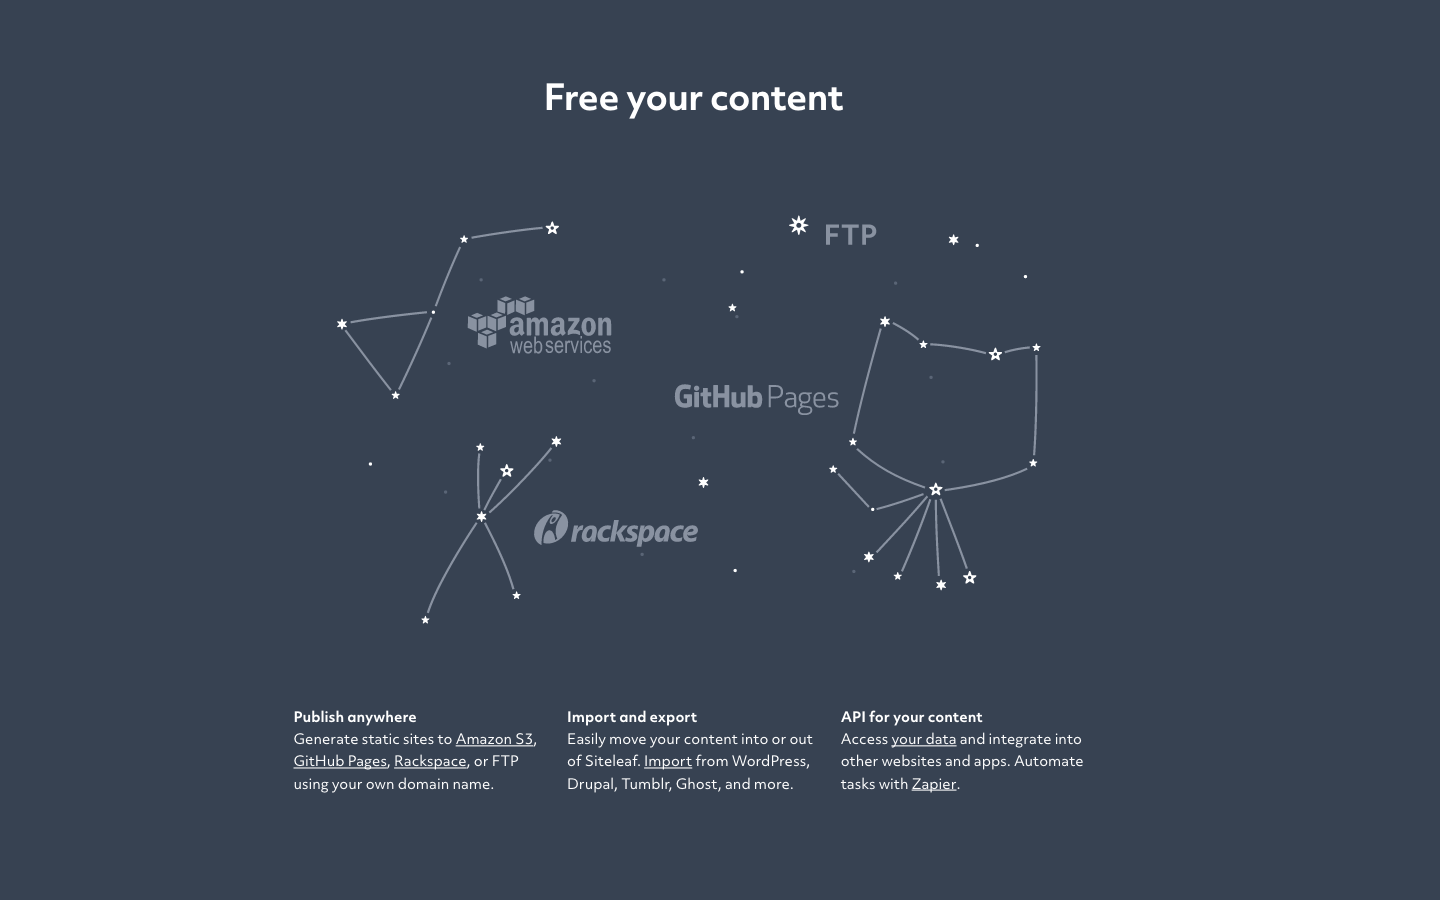 Free your content
FTP
amazon
web services
GitHub Pages
rackspace
Publish anywhere
Generate static sites to Amazon S3,
GitHub Pages, Rackspace, or FTP
using your own domain name.
Import and export
Easily move your content into or out
of Siteleaf. Import from WordPress,
Drupal, Tumblr, Ghost, and more.
API for your content
Access your data and integrate into
other websites and apps. Automate
tasks with Zapier.